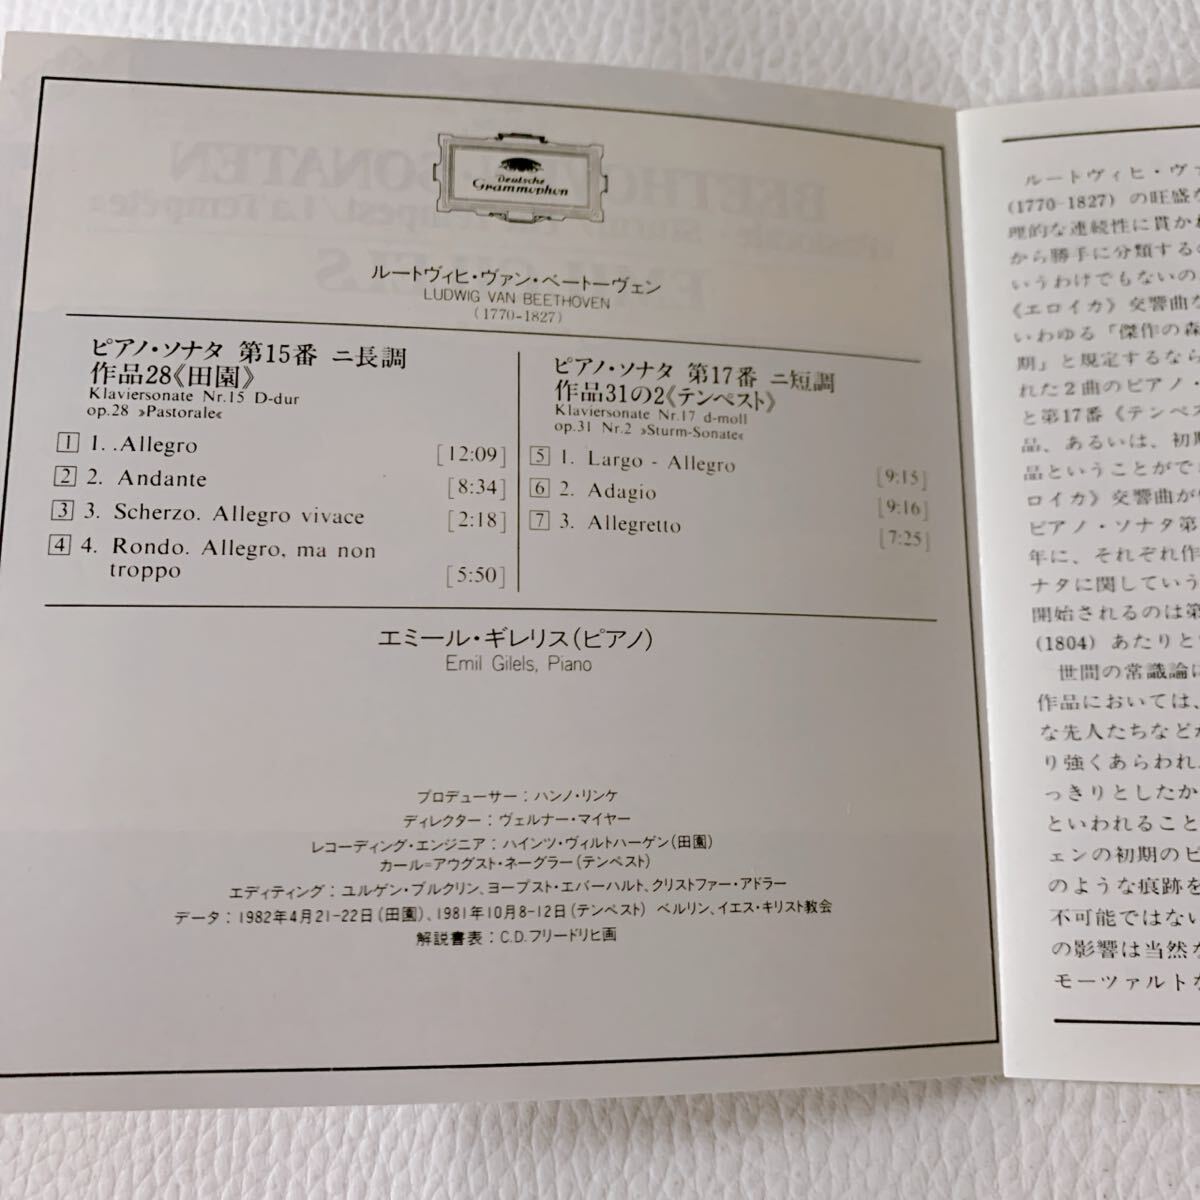 Deutsche
Grammophon
ルートヴィヒ・ヴァン・ベートーヴェン
LUDWIG VAN BEETHOVEN
(1770-1827)
ピアノ・ソナタ 第15番 ニ長調
作品28《田園》
Klaviersonate Nr.15 D-dur
op.28 »Pastorale«
1 1. .Allegro [12:09]
2 2. Andante [8:34]
3 3. Scherzo. Allegro vivace [2:18]
4 4. Rondo. Allegro, ma non
troppo [5:50]
ピアノ・ソナタ 第17番 ニ短調
作品31の2《テンペスト》
Klaviersonate Nr.17 d-moll
op.31 Nr.2 »Sturm-Sonate«
5 1. Largo - Allegro [9:15]
6 2. Adagio [9:16]
7 3. Allegretto [7:25]
エミール・ギレリス(ピアノ)
Emil Gilels, Piano
プロデューサー：ハンノ・リンケ
ディレクター：ヴェルナー・マイヤー
レコーディング・エンジニア：ハインツ・ヴィルトハーゲン(田園)
カール=アウグスト・ネーグラー(テンペスト)
エディティング：ユルゲン・ブルクリン、ヨープスト・エバーハルト、クリストファー・アドラー
データ：1982年4月21-22日(田園)、1981年10月8-12日(テンペスト) ベルリン、イエス・キリスト教会
解説書表：C.D.フリードリヒ画
ルートヴィヒ・ヴァ
(1770-1827) の旺盛な
理的な連続性に貫かれ
から勝手に分類するの
いうわけでもないの
《エロイカ》交響曲な
いわゆる「傑作の森
期」と規定するなら
れた2曲のピアノ・
と第17番《テンペス
品、あるいは、初期
品ということができ
ロイカ》交響曲が
ピアノ・ソナタ第
年に、それぞれ作
ナタに関していう
開始されるのは第
(1804) あたりと
世間の常識論に
作品においては、
な先人たちなどか
り強くあらわれ
っきりとしたか
といわれること
ェンの初期のピ
のような痕跡を
不可能ではない
の影響は当然な
モーツァルトな